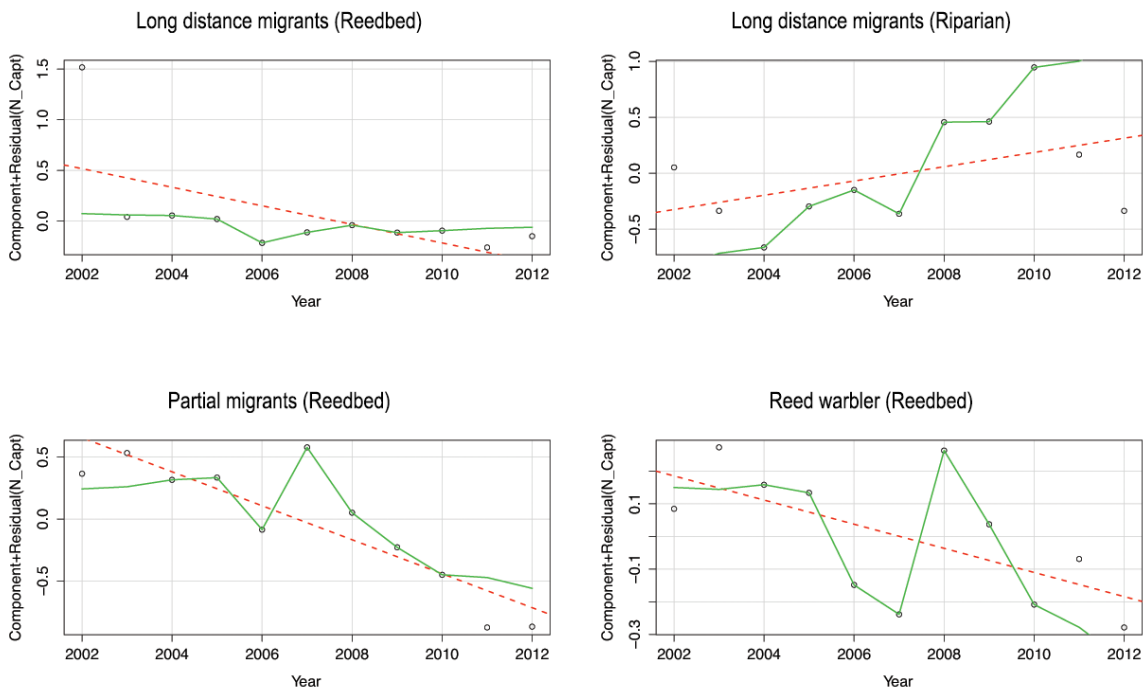 Long distance migrants (Reedbed)
Component+Residual(N_Capt)
1.5
1.0
0.5
0.0
2002 2004 2006 2008 2010 2012
Year
Long distance migrants (Riparian)
Component+Residual(N_Capt)
1.0
0.5
0.0
−0.5
2002 2004 2006 2008 2010 2012
Year
Partial migrants (Reedbed)
Component+Residual(N_Capt)
0.5
0.0
−0.5
2002 2004 2006 2008 2010 2012
Year
Reed warbler (Reedbed)
Component+Residual(N_Capt)
0.1
−0.1
−0.3
2002 2004 2006 2008 2010 2012
Year